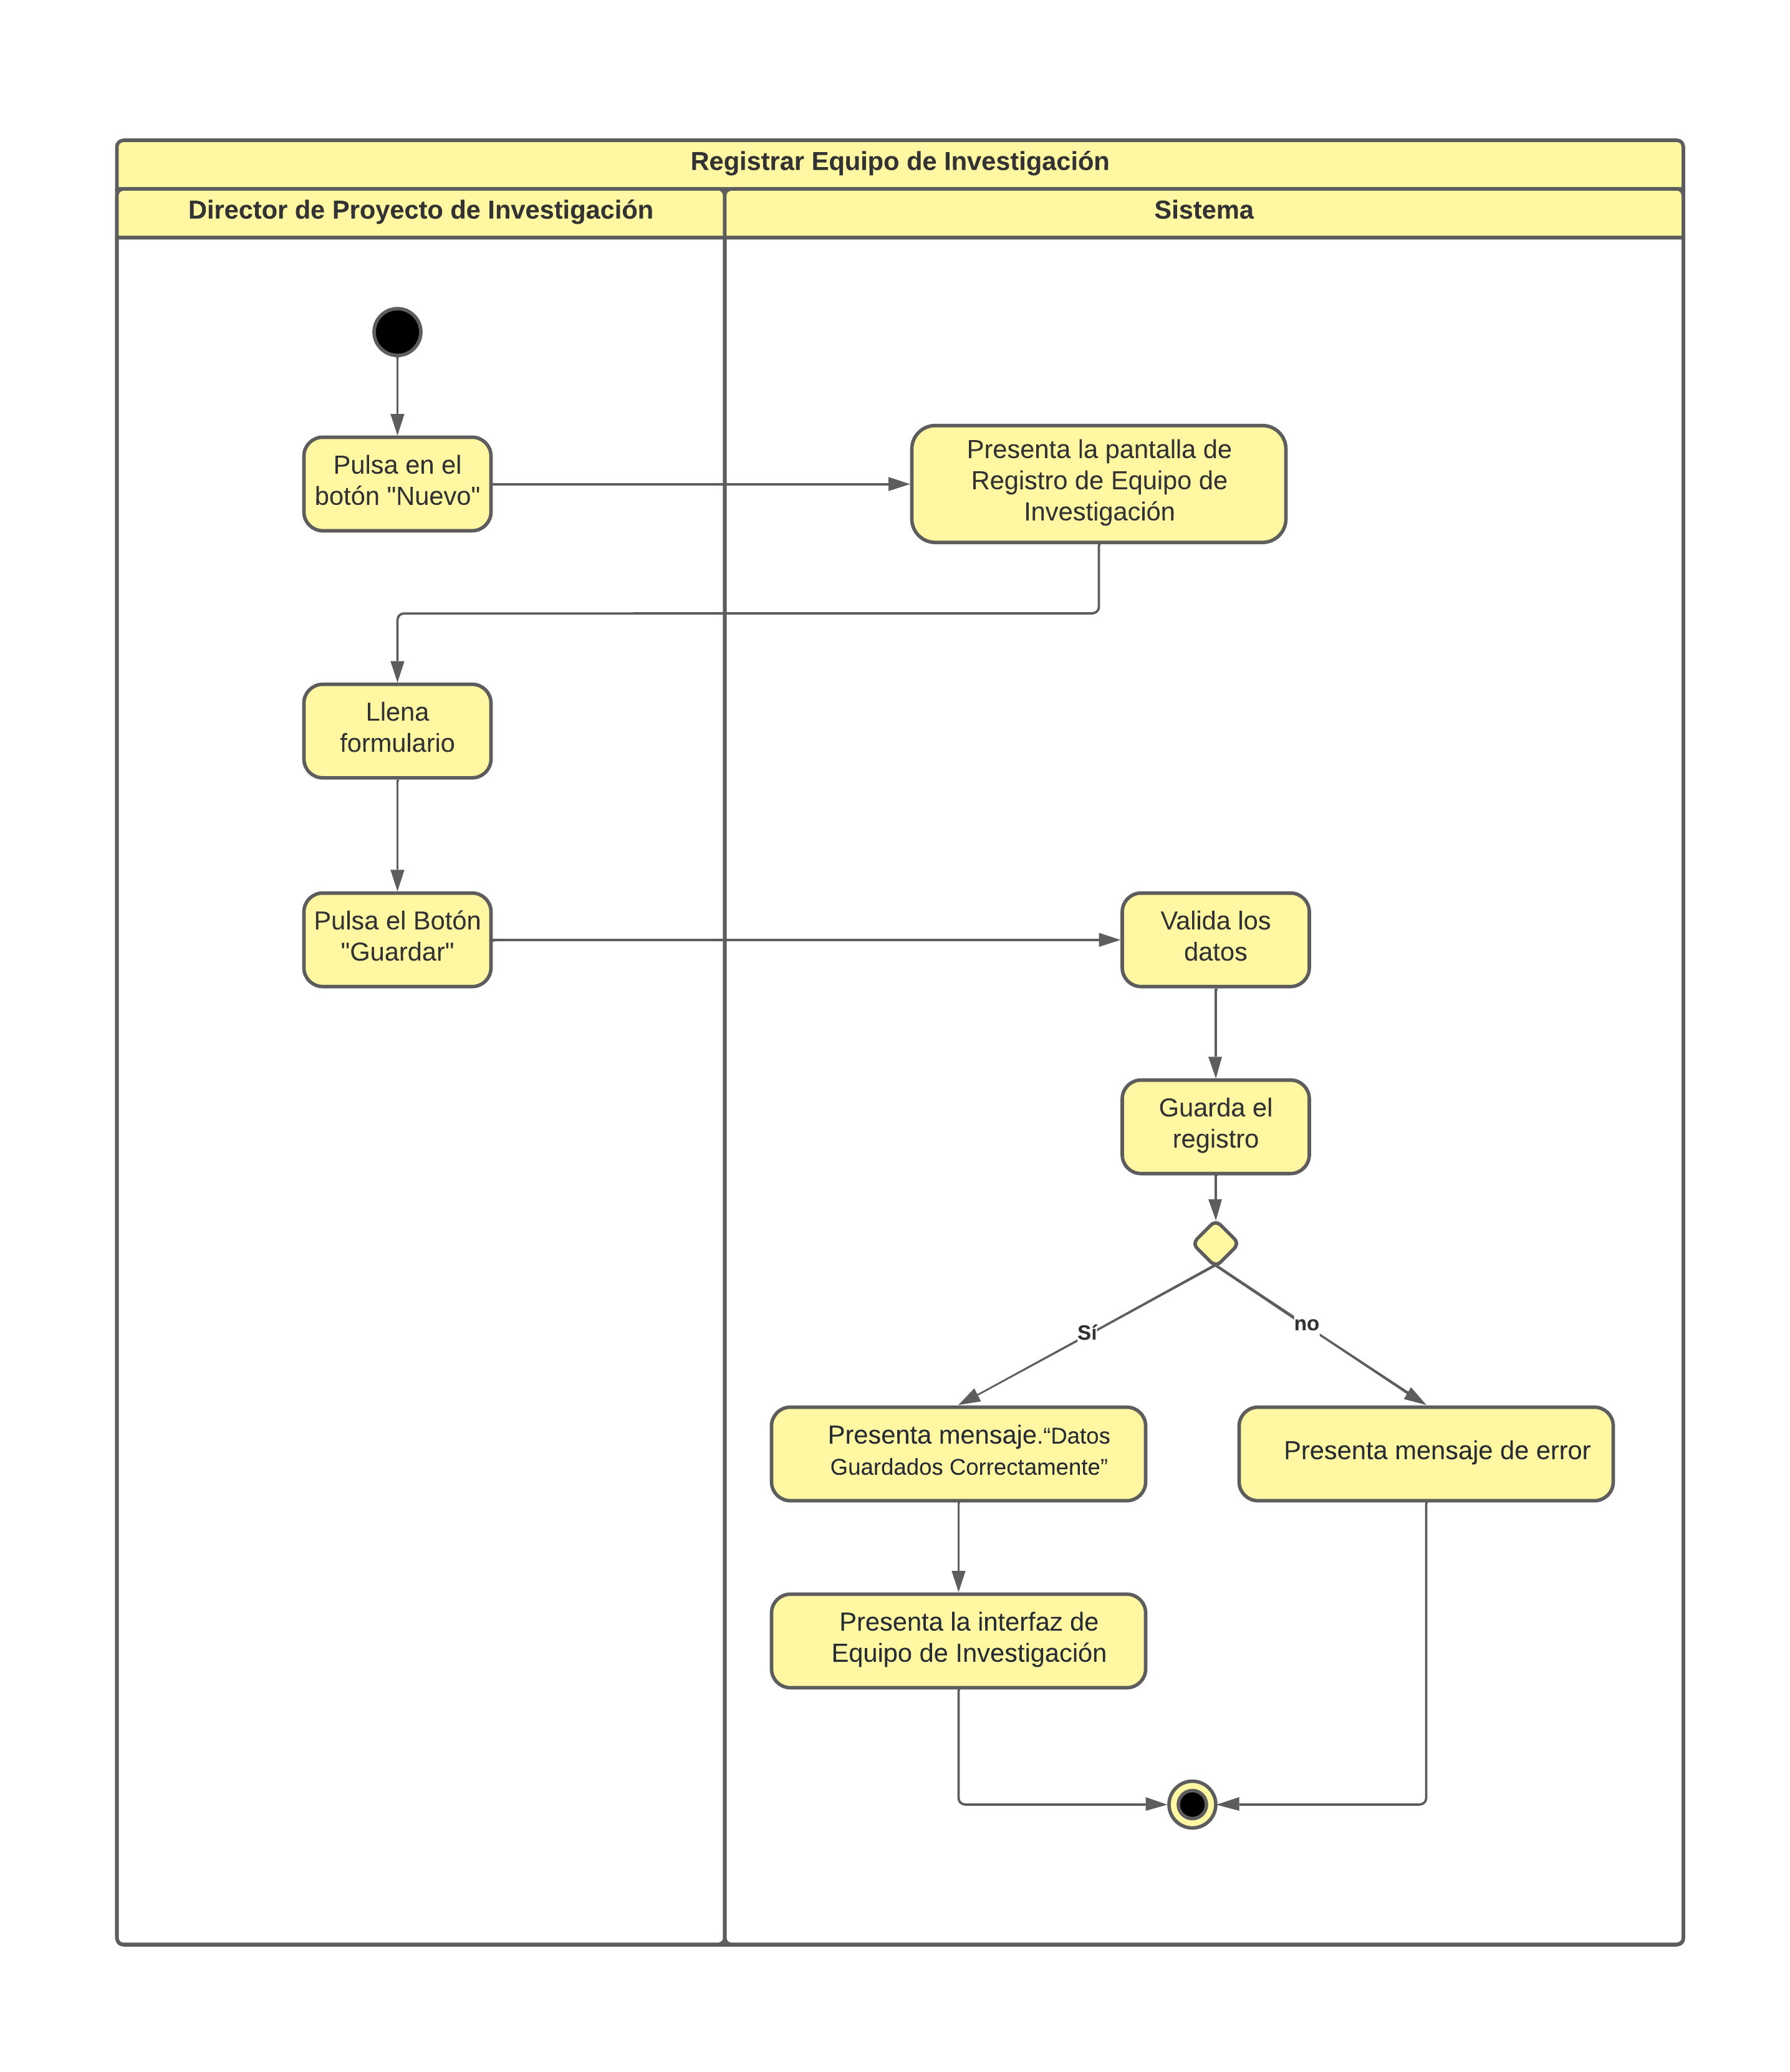 Registrar Equipo de Investigación
Director de Proyecto de Investigación
Sistema
Pulsa en el
botón "Nuevo"
Presenta la pantalla de
Registro de Equipo de
Investigación
Llena
formulario
Pulsa el Botón
"Guardar"
Valida los
datos
Guarda el
registro
Sí
no
Presenta mensaje.“Datos
Guardados Correctamente”
Presenta mensaje de error
Presenta la interfaz de
Equipo de Investigación